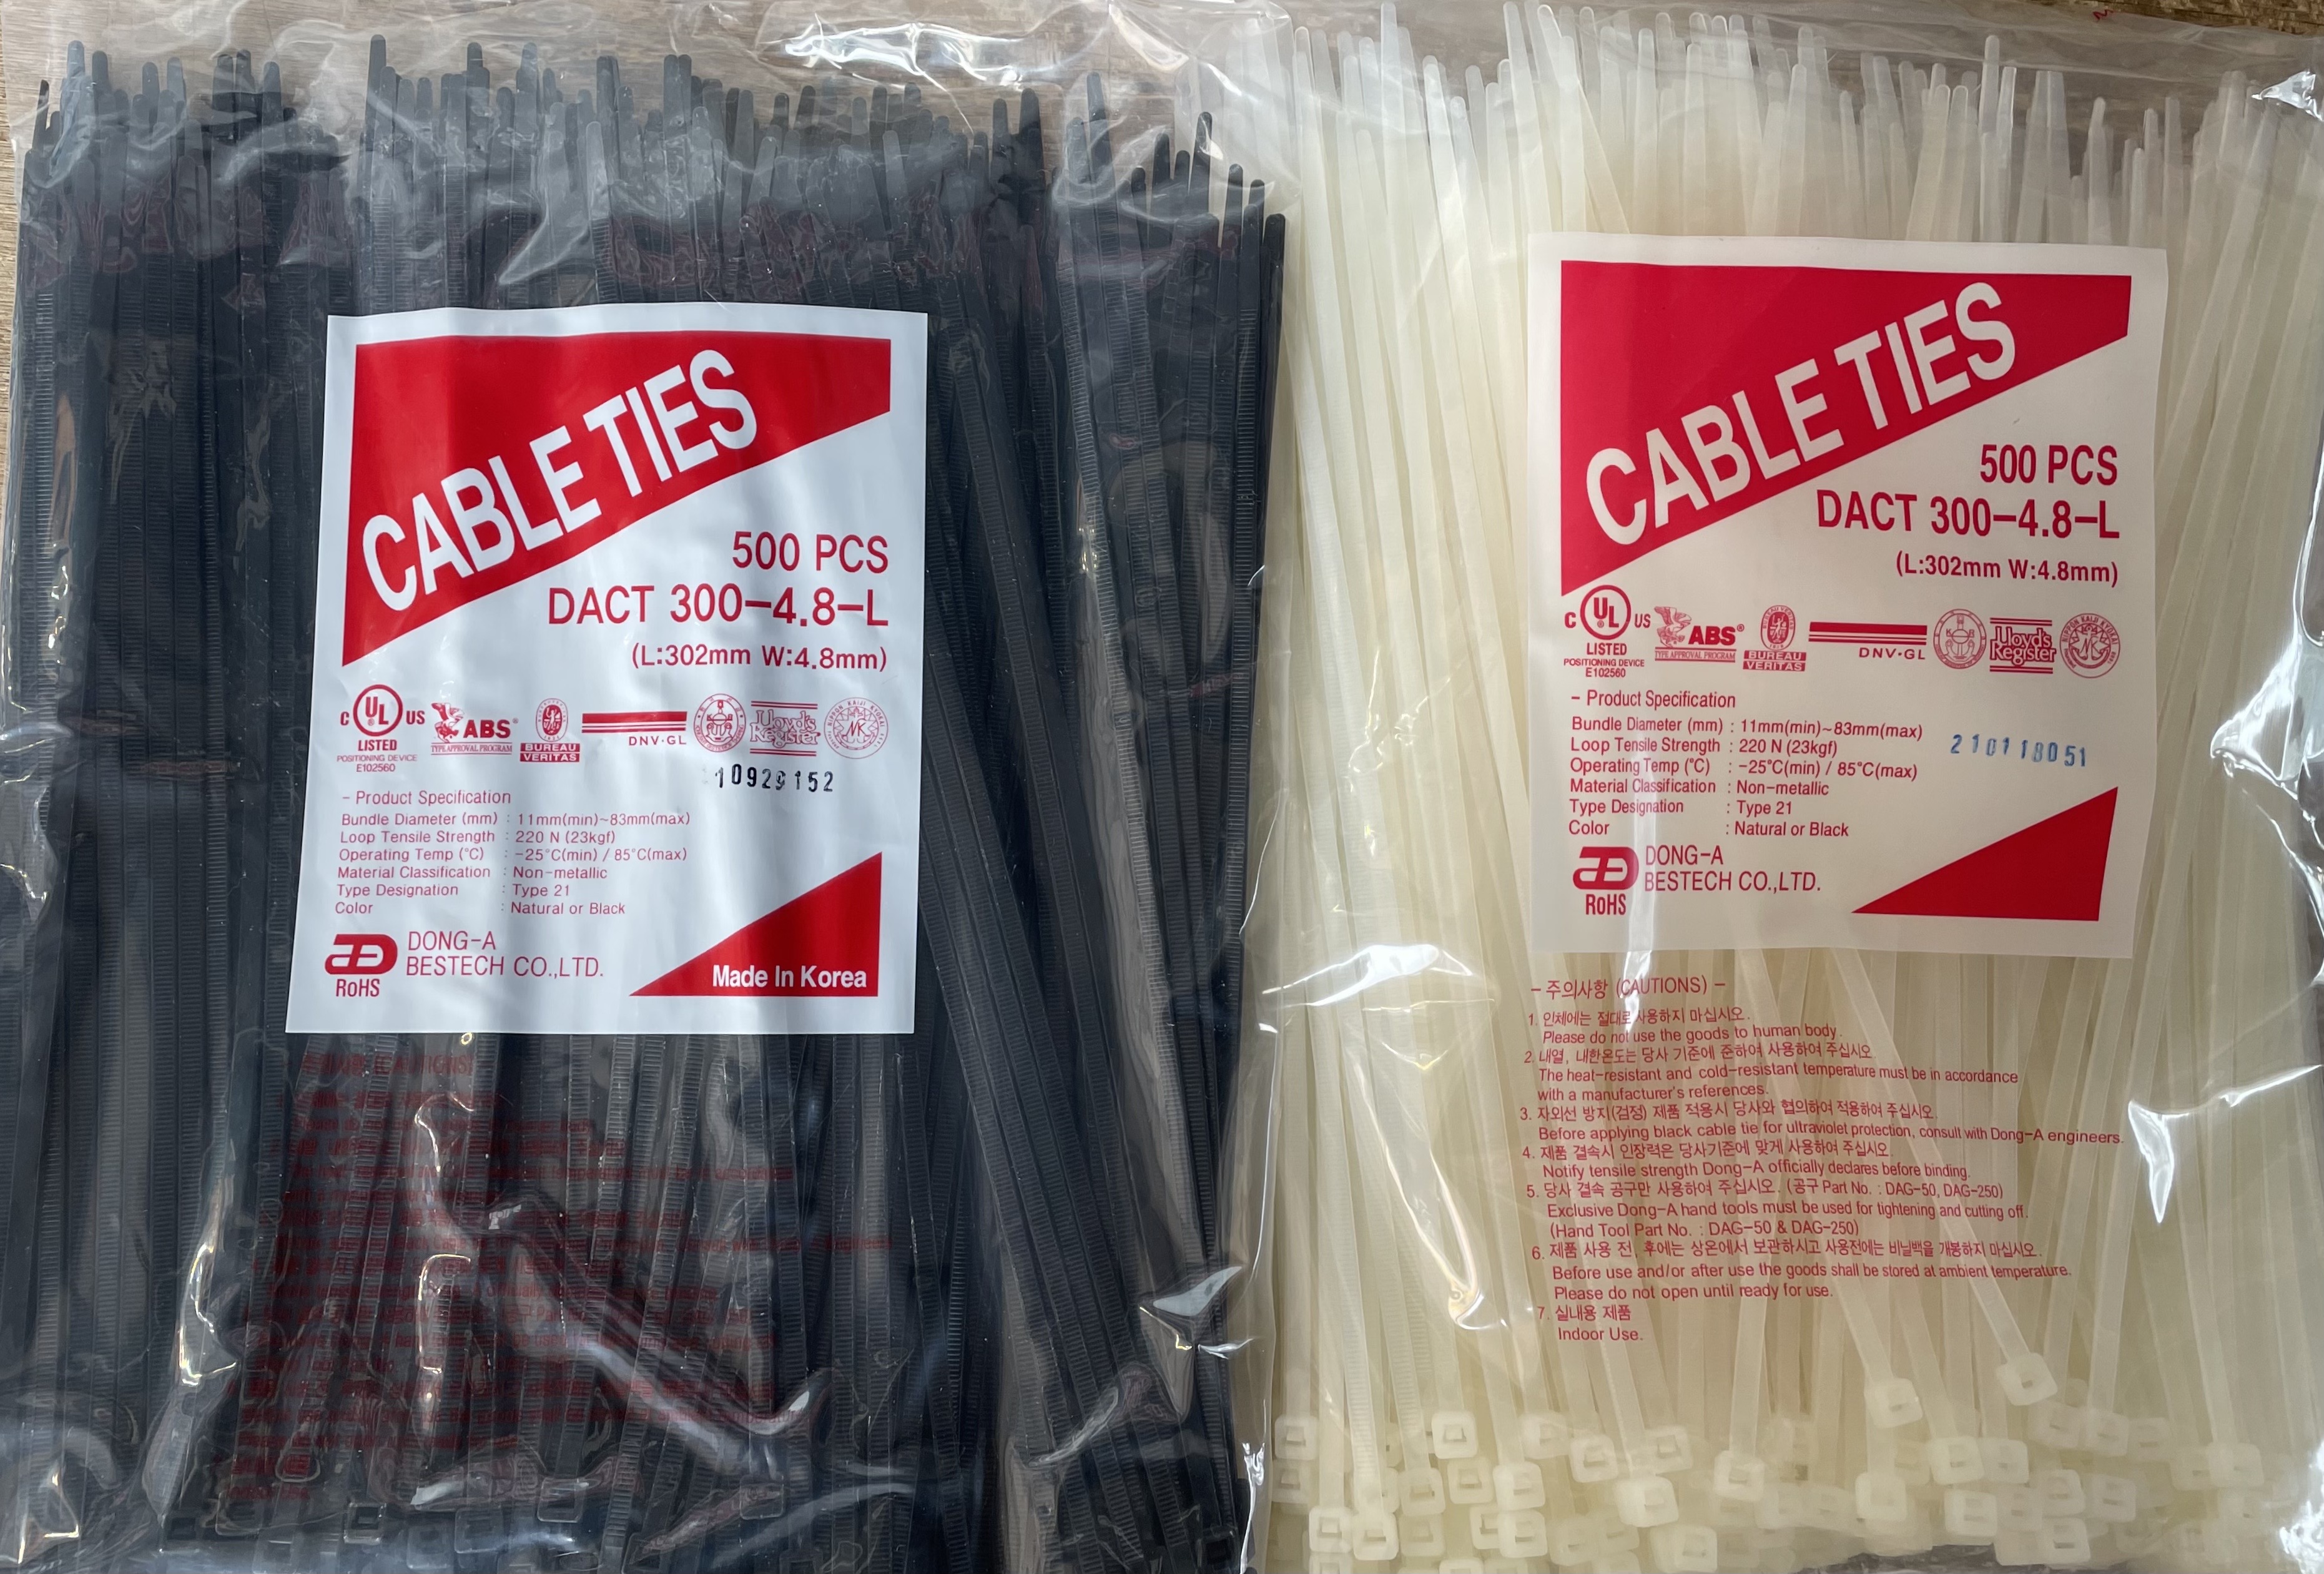 CABLE TIES
500 PCS
DACT 300-4.8-L
(L:302mm W:4.8mm)
C UL US
LISTED
POSITIONING DEVICE
E102560
ABS
TYPE APPROVAL PROGRAM
BUREAU
VERITAS
DNV·GL
Lloyd's
Register
10929152
- Product Specification
Bundle Diameter (mm) : 11mm(min)~83mm(max)
Loop Tensile Strength : 220 N (23kgf)
Operating Temp (℃) : -25℃(min) / 85℃(max)
Material Classification : Non-metallic
Type Designation : Type 21
Color : Natural or Black
DONG-A
BESTECH CO.,LTD.
RoHS
Made In Korea
CABLE TIES
500 PCS
DACT 300-4.8-L
(L:302mm W:4.8mm)
C UL US
LISTED
POSITIONING DEVICE
E102560
ABS
TYPE APPROVAL PROGRAM
BUREAU
VERITAS
DNV·GL
Lloyd's
Register
- Product Specification
Bundle Diameter (mm) : 11mm(min)~83mm(max)
Loop Tensile Strength : 220 N (23kgf)
Operating Temp (℃) : -25℃(min) / 85℃(max)
Material Classification : Non-metallic
Type Designation : Type 21
Color : Natural or Black
210118051
DONG-A
BESTECH CO.,LTD.
RoHS
- 주의사항 (CAUTIONS) -
1. 인체에는 절대로 사용하지 마십시오.
Please do not use the goods to human body.
2. 내열, 내한온도는 당사 기준에 준하여 사용하여 주십시오
The heat-resistant and cold-resistant temperature must be in accordance
with a manufacturer's references.
3. 자외선 방지(검정) 제품 적용시 당사와 협의하여 적용하여 주십시오.
Before applying black cable tie for ultraviolet protection, consult with Dong-A engineers.
4. 제품 결속시 인장력은 당사기준에 맞게 사용하여 주십시오.
Notify tensile strength Dong-A officially declares before binding.
5. 당사 결속 공구만 사용하여 주십시오. (공구 Part No. : DAG-50, DAG-250)
Exclusive Dong-A hand tools must be used for tightening and cutting off.
(Hand Tool Part No. : DAG-50 & DAG-250)
6. 제품 사용 전, 후에는 상온에서 보관하시고 사용전에는 비닐백을 개봉하지 마십시오.
Before use and/or after use the goods shall be stored at ambient temperature.
Please do not open until ready for use.
7. 실내용 제품
Indoor Use.